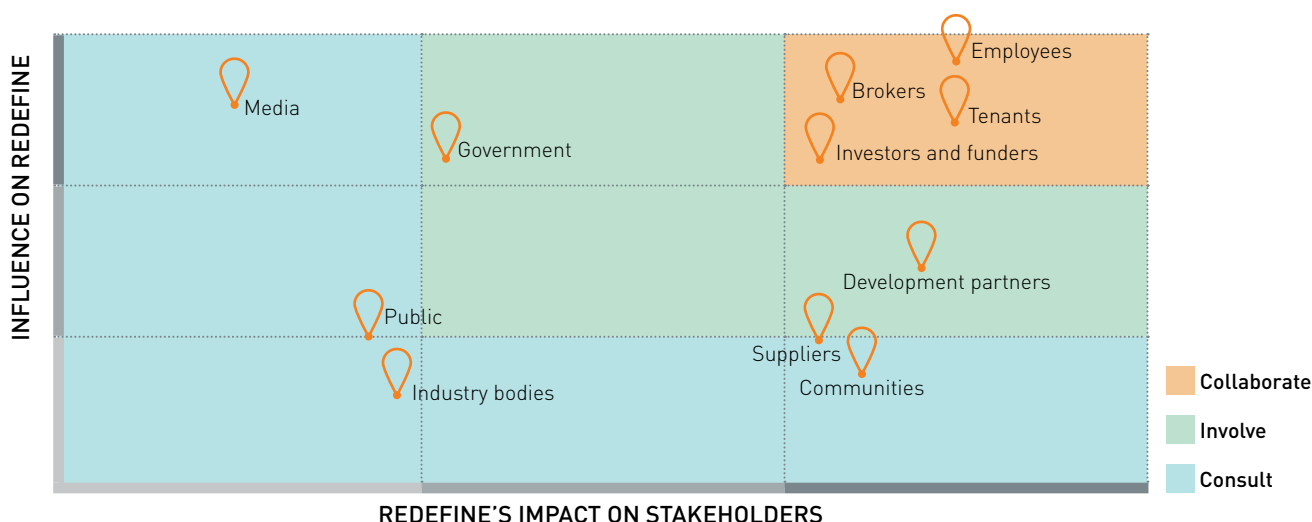 INFLUENCE ON REDEFINE
Employees
Brokers
Media
Tenants
Government
Investors and funders
Development partners
Public
Suppliers
Communities
Industry bodies
Collaborate
Involve
Consult
REDEFINE'S IMPACT ON STAKEHOLDERS